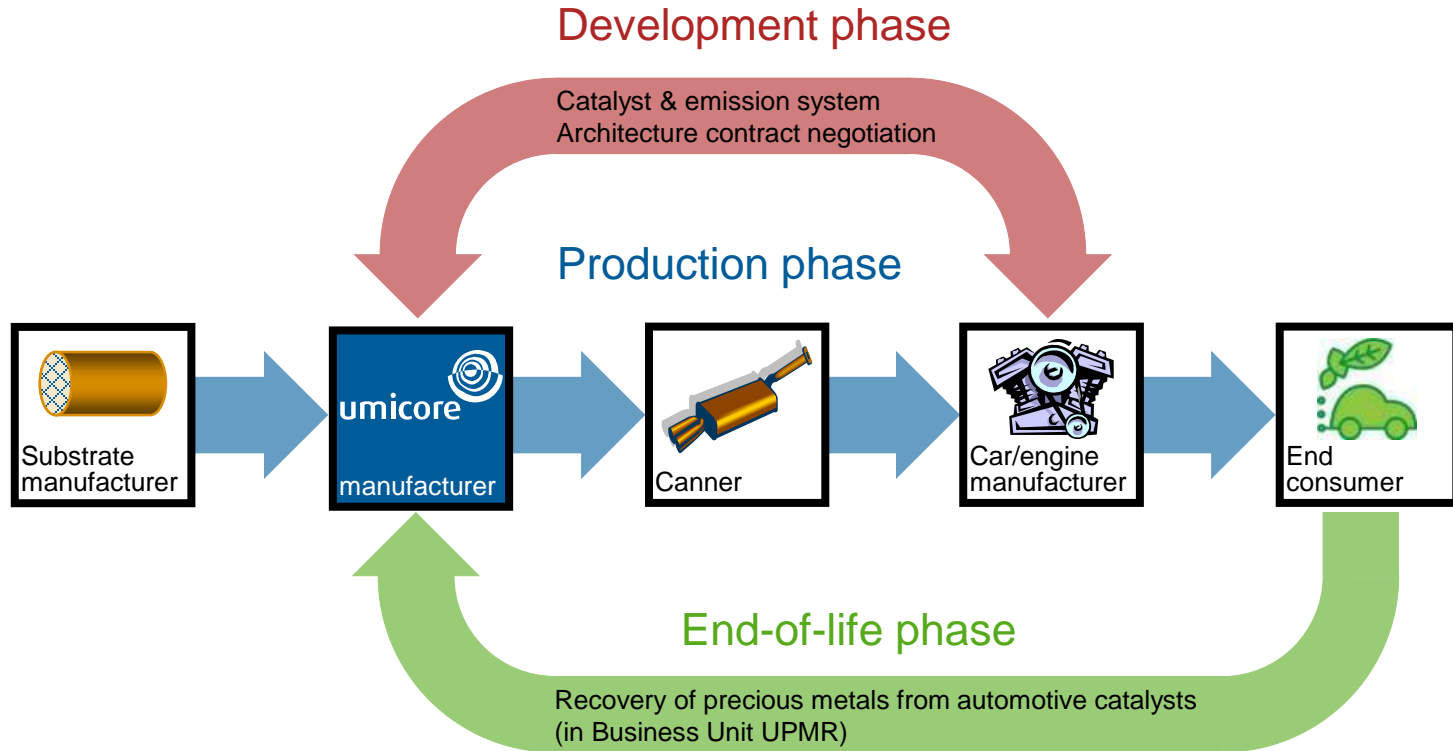 Development phase
Catalyst & emission system
Architecture contract negotiation
Production phase
Substrate
manufacturer
umicore
manufacturer
Canner
Car/engine
manufacturer
End
consumer
End-of-life phase
Recovery of precious metals from automotive catalysts
(in Business Unit UPMR)